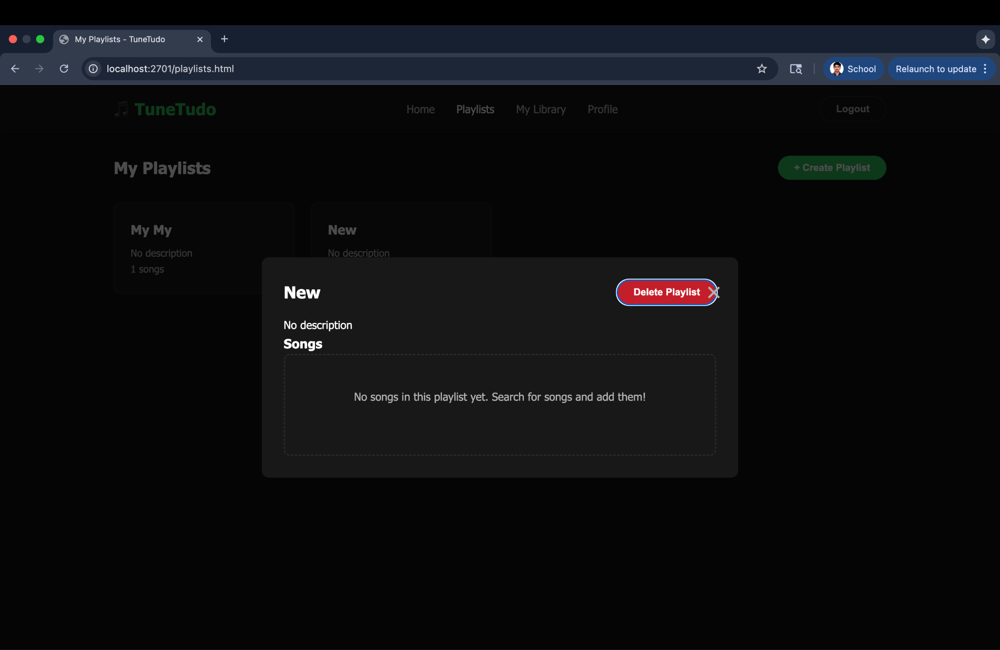 My Playlists - TuneTudo
localhost:2701/playlists.html
School
Relaunch to update
TuneTudo
Home
Playlists
My Library
Profile
Logout
My Playlists
+ Create Playlist
My My
No description
1 songs
New
No description
New
Delete Playlist
No description
Songs
No songs in this playlist yet. Search for songs and add them!